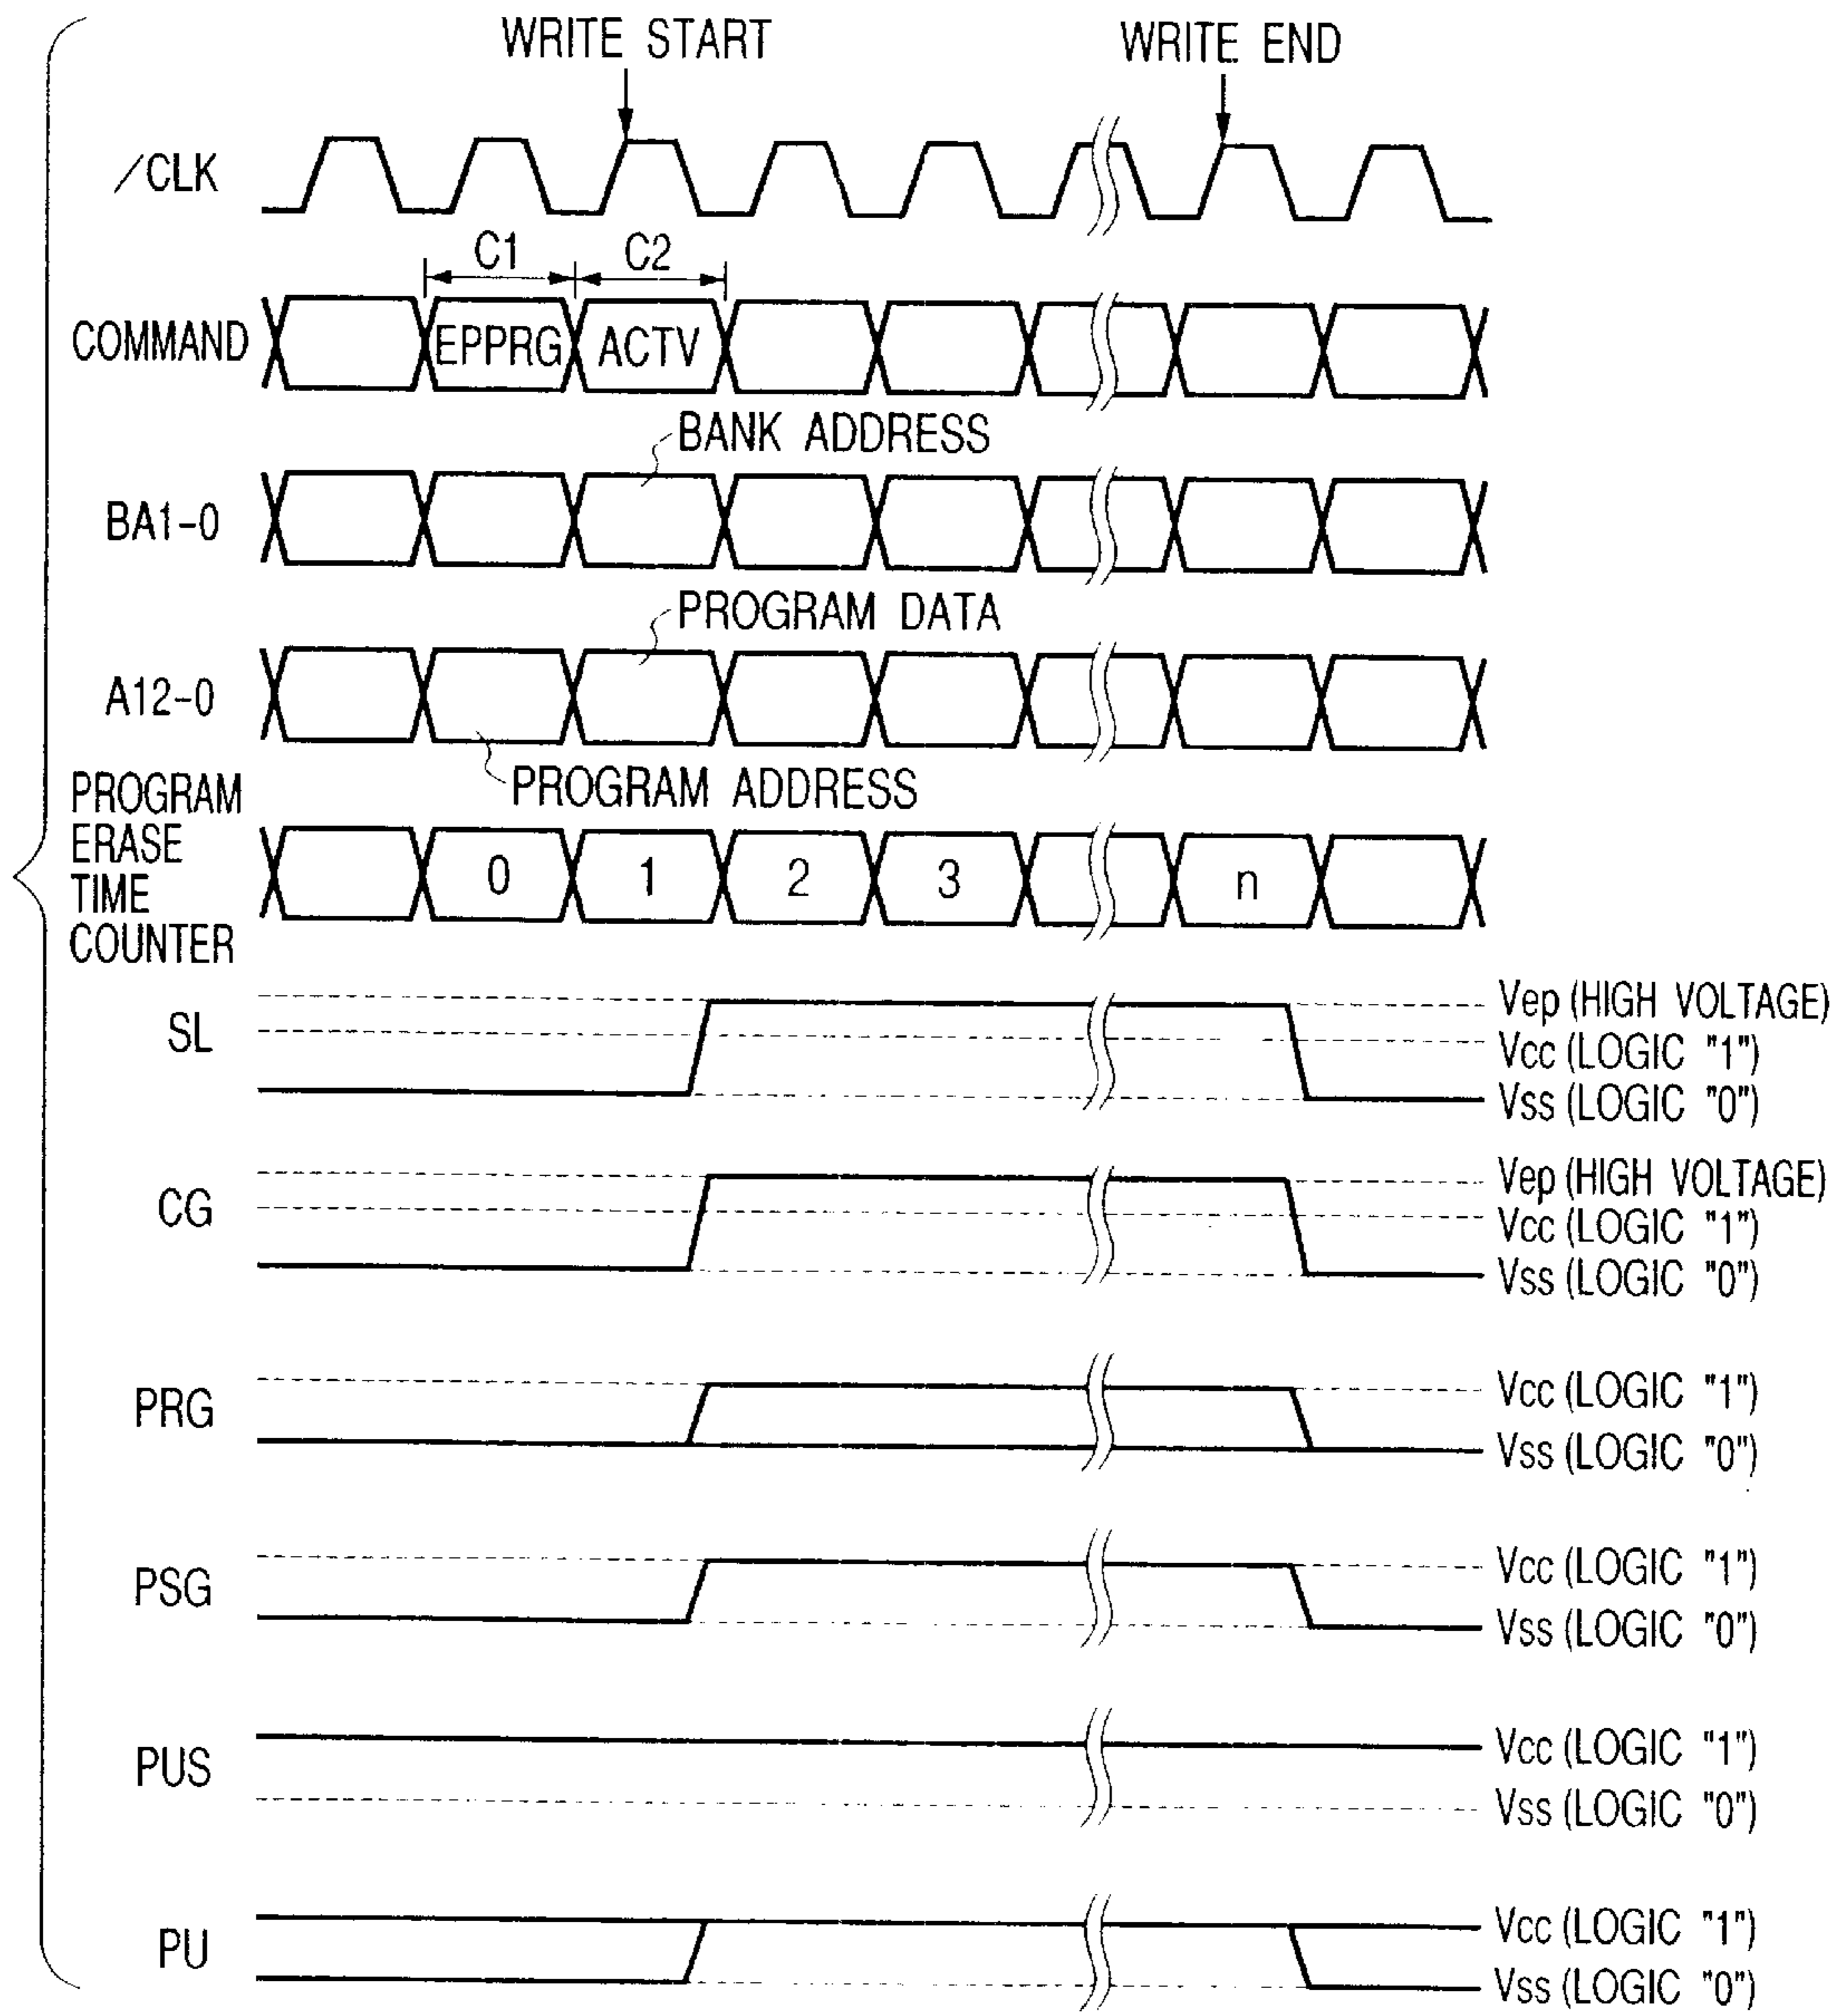 WRITE START
WRITE END
/CLK
C1
C2
COMMAND
EPPRG
ACTV
BANK ADDRESS
BA1-0
PROGRAM DATA
A12-0
PROGRAM ADDRESS
PROGRAM
ERASE
TIME
COUNTER
0
1
2
3
n
SL
Vep (HIGH VOLTAGE)
Vcc (LOGIC "1")
Vss (LOGIC "0")
CG
Vep (HIGH VOLTAGE)
Vcc (LOGIC "1")
Vss (LOGIC "0")
PRG
Vcc (LOGIC "1")
Vss (LOGIC "0")
PSG
Vcc (LOGIC "1")
Vss (LOGIC "0")
PUS
Vcc (LOGIC "1")
Vss (LOGIC "0")
PU
Vcc (LOGIC "1")
Vss (LOGIC "0")